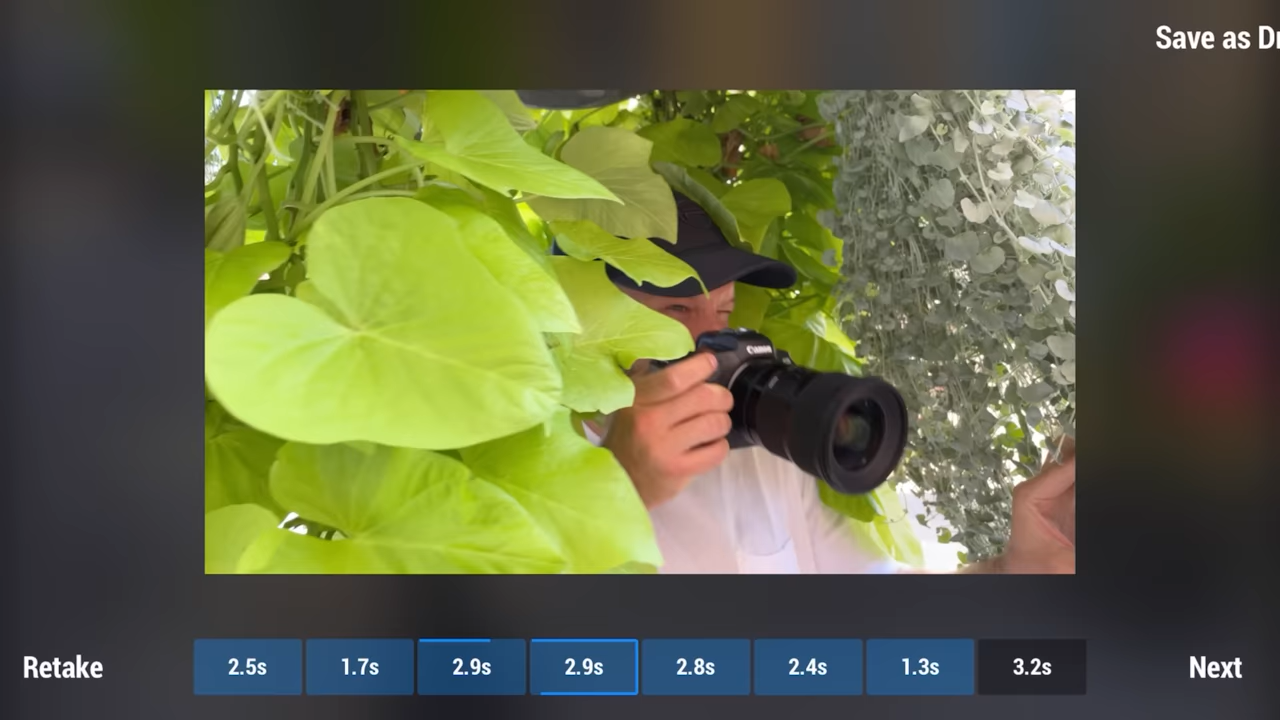 Save as Dr
Canon
Retake
2.5s
1.7s
2.9s
2.9s
2.8s
2.4s
1.3s
3.2s
Next